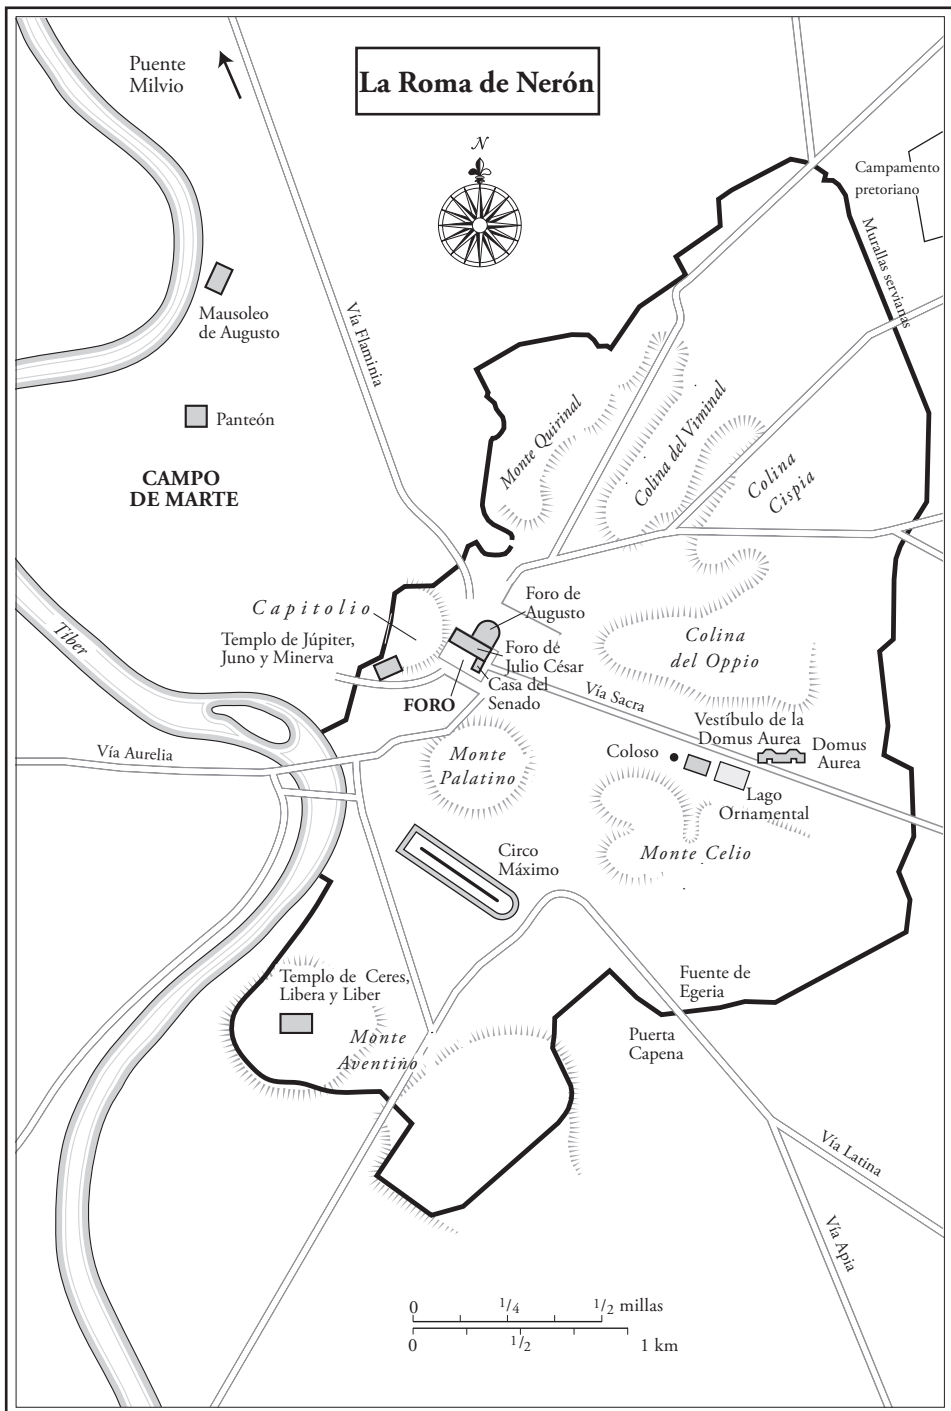 Puente
Milvio
La Roma de Nerón
N
Campamento
pretoriano
Murallas servianas
Mausoleo
de Augusto
Vía Flaminia
Panteón
CAMPO
DE MARTE
Monte Quirinal
Colina del Viminal
Colina
Cispia
Tiber
Capitolio
Templo de Júpiter,
Juno y Minerva
Foro de
Augusto
Foro de
Julio César
Casa del
Senado
FORO
Colina
del Oppio
Vía Sacra
Vía Aurelia
Monte
Palatino
Coloso
Vestíbulo de la
Domus Aurea
Domus
Aurea
Lago
Ornamental
Circo
Máximo
Monte Celio
Templo de Ceres,
Libera y Liber
Monte
Aventino
Fuente de
Egeria
Puerta
Capena
Vía Latina
Vía Apia
0 1/4 1/2 millas
0 1/2 1 km